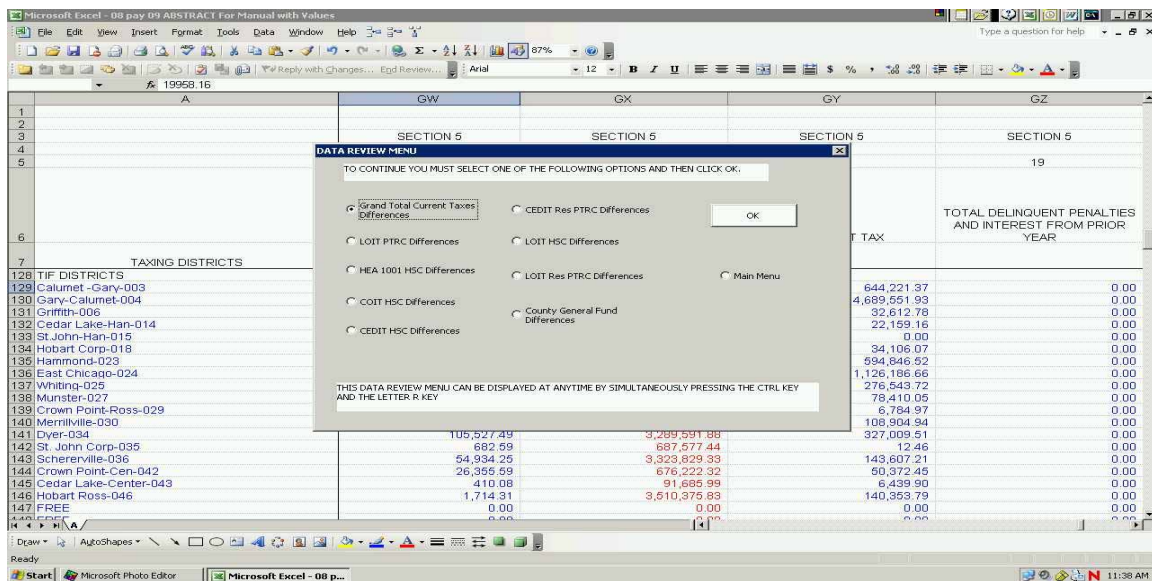 Microsoft Excel - 08 pay 09 ABSTRACT For Manual with Values
File Edit View Insert Format Tools Data Window Help
Type a question for help
87%
Reply with Changes... End Review...
Arial 12 B I U $ % ,
fx 19958.16
A GW GX GY GZ
1
2
3 SECTION 5 SECTION 5 SECTION 5 SECTION 5
4
5 19
6 T TAX TOTAL DELINQUENT PENALTIES AND INTEREST FROM PRIOR YEAR
7 TAXING DISTRICTS
DATA REVIEW MENU
TO CONTINUE YOU MUST SELECT ONE OF THE FOLLOWING OPTIONS AND THEN CLICK OK.
Grand Total Current Taxes Differences
CEDIT Res PTRC Differences
OK
LOIT PTRC Differences
LOIT HSC Differences
HEA 1001 HSC Differences
LOIT Res PTRC Differences
Main Menu
COIT HSC Differences
County General Fund Differences
CEDIT HSC Differences
THIS DATA REVIEW MENU CAN BE DISPLAYED AT ANYTIME BY SIMULTANEOUSLY PRESSING THE CTRL KEY
AND THE LETTER R KEY
128 TIF DISTRICTS
129 Calumet -Gary-003 644,221.37 0.00
130 Gary-Calumet-004 4,689,551.93 0.00
131 Griffith-006 32,612.78 0.00
132 Cedar Lake-Han-014 22,159.16 0.00
133 St.John-Han-015 0.00 0.00
134 Hobart Corp-018 34,106.07 0.00
135 Hammond-023 594,846.52 0.00
136 East Chicago-024 1,126,186.66 0.00
137 Whiting-025 276,543.72 0.00
138 Munster-027 78,410.05 0.00
139 Crown Point-Ross-029 6,784.97 0.00
140 Merrillville-030 108,904.94 0.00
141 Dyer-034 105,527.49 3,289,591.88 327,009.51 0.00
142 St. John Corp-035 682.59 687,577.44 12.46 0.00
143 Schererville-036 54,934.25 3,323,829.33 143,607.21 0.00
144 Crown Point-Cen-042 26,355.59 676,222.32 50,372.45 0.00
145 Cedar Lake-Center-043 410.08 91,685.99 6,439.90 0.00
146 Hobart Ross-046 1,714.31 3,510,375.83 140,353.79 0.00
147 FREE 0.00 0.00 0.00 0.00
A
Draw AutoShapes
Ready
Start Microsoft Photo Editor Microsoft Excel - 08 p... 11:38 AM